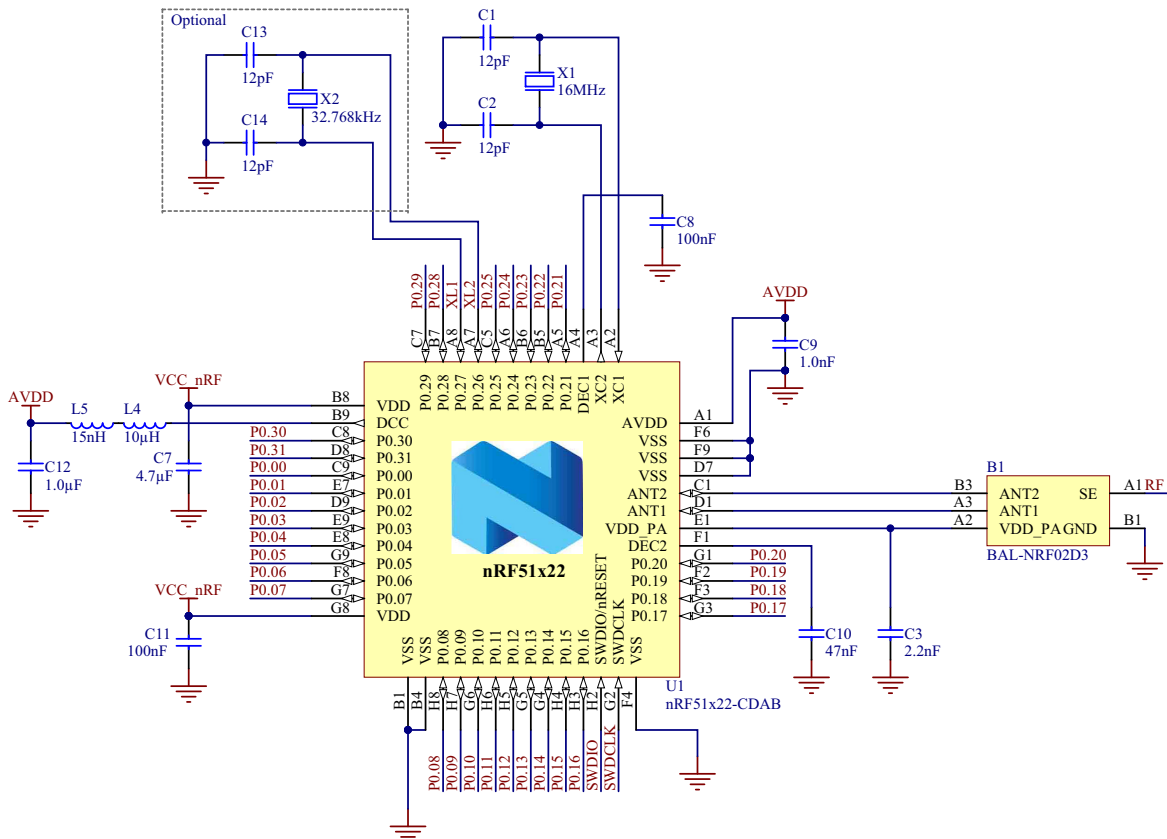 Optional
C13
12pF
X2
32.768kHz
C14
12pF
C1
12pF
X1
16MHz
C2
12pF
C8
100nF
P0.29
P0.28
XL1
XL2
P0.25
P0.24
P0.23
P0.22
P0.21
C7
B7
A8
A7
C5
A6
B6
B5
A5
A4
A3
A2
P0.29
P0.28
P0.27
P0.26
P0.25
P0.24
P0.23
P0.22
P0.21
DEC1
XC2
XC1
AVDD
C9
1.0nF
AVDD
L5
15nH
L4
10µH
C12
1.0µF
VCC_nRF
C7
4.7µF
B8 VDD
B9 DCC
P0.30 C8 P0.30
P0.31 D8 P0.31
P0.00 C9 P0.00
P0.01 E7 P0.01
P0.02 D9 P0.02
P0.03 E9 P0.03
P0.04 E8 P0.04
P0.05 G9 P0.05
P0.06 F8 P0.06
P0.07 G7 P0.07
VCC_nRF G8 VDD
C11
100nF
nRF51x22
AVDD A1
VSS F6
VSS F9
VSS D7
ANT2 C1
ANT1 D1
VDD_PA E1
DEC2 F1
P0.20 G1 P0.20
P0.19 F2 P0.19
P0.18 F3 P0.18
P0.17 G3 P0.17
B1
B3 ANT2 SE A1 RF
A3 ANT1
A2 VDD_PA GND B1
BAL-NRF02D3
C10
47nF
C3
2.2nF
VSS
VSS
P0.08
P0.09
P0.10
P0.11
P0.12
P0.13
P0.14
P0.15
P0.16
SWDIO/nRESET
SWDCLK
VSS
U1
nRF51x22-CDAB
B1
B4
H8
H7
G6
H6
H5
G5
G4
H4
H3
H2
G2
F4
P0.08
P0.09
P0.10
P0.11
P0.12
P0.13
P0.14
P0.15
P0.16
SWDIO
SWDCLK